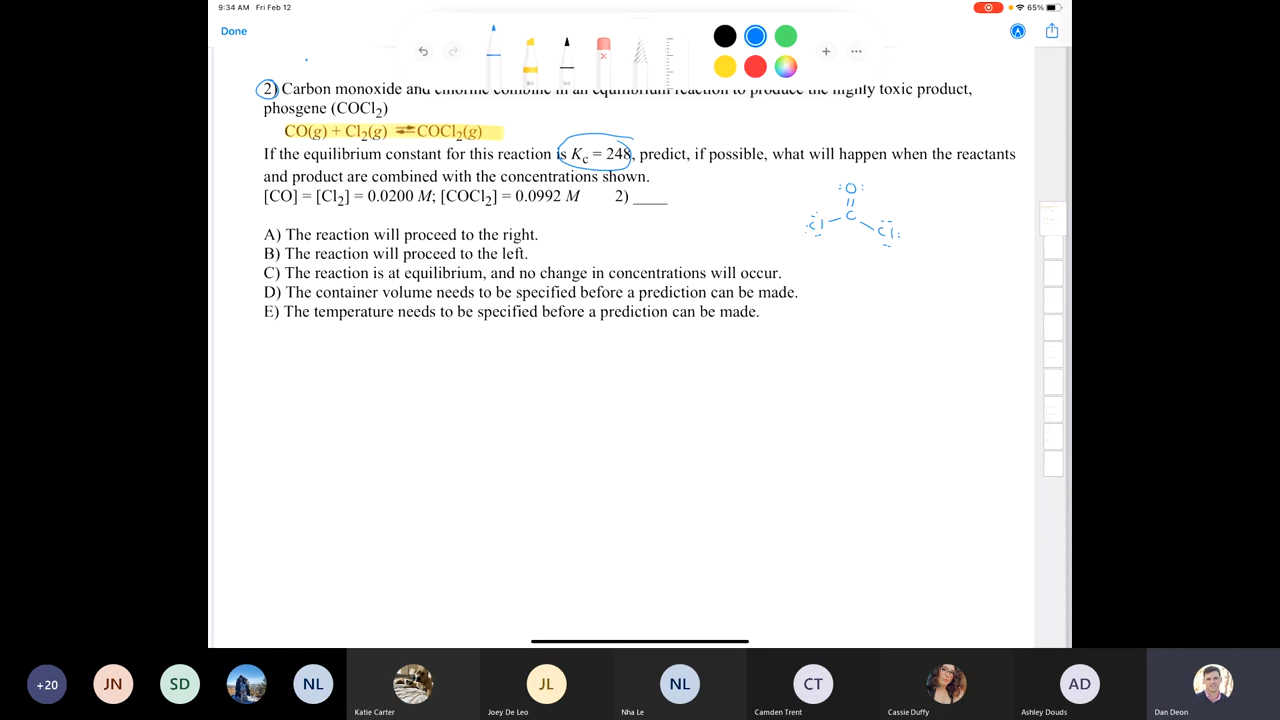 9:34 AM Fri Feb 12
65%
Done
2) Carbon monoxide and chlorine combine in an equilibrium reaction to produce the highly toxic product,
phosgene (COCl2)
CO(g) + Cl2(g) ⇌ COCl2(g)
If the equilibrium constant for this reaction is Kc = 248, predict, if possible, what will happen when the reactants
and product are combined with the concentrations shown.
[CO] = [Cl2] = 0.0200 M; [COCl2] = 0.0992 M 2) _____
:O:
||
C
:Cl
Cl:
A) The reaction will proceed to the right.
B) The reaction will proceed to the left.
C) The reaction is at equilibrium, and no change in concentrations will occur.
D) The container volume needs to be specified before a prediction can be made.
E) The temperature needs to be specified before a prediction can be made.
+20
JN
SD
NL
JL
NL
CT
AD
Katie Carter
Joey De Leo
Nha Le
Camden Trent
Cassie Duffy
Ashley Douds
Dan Deon